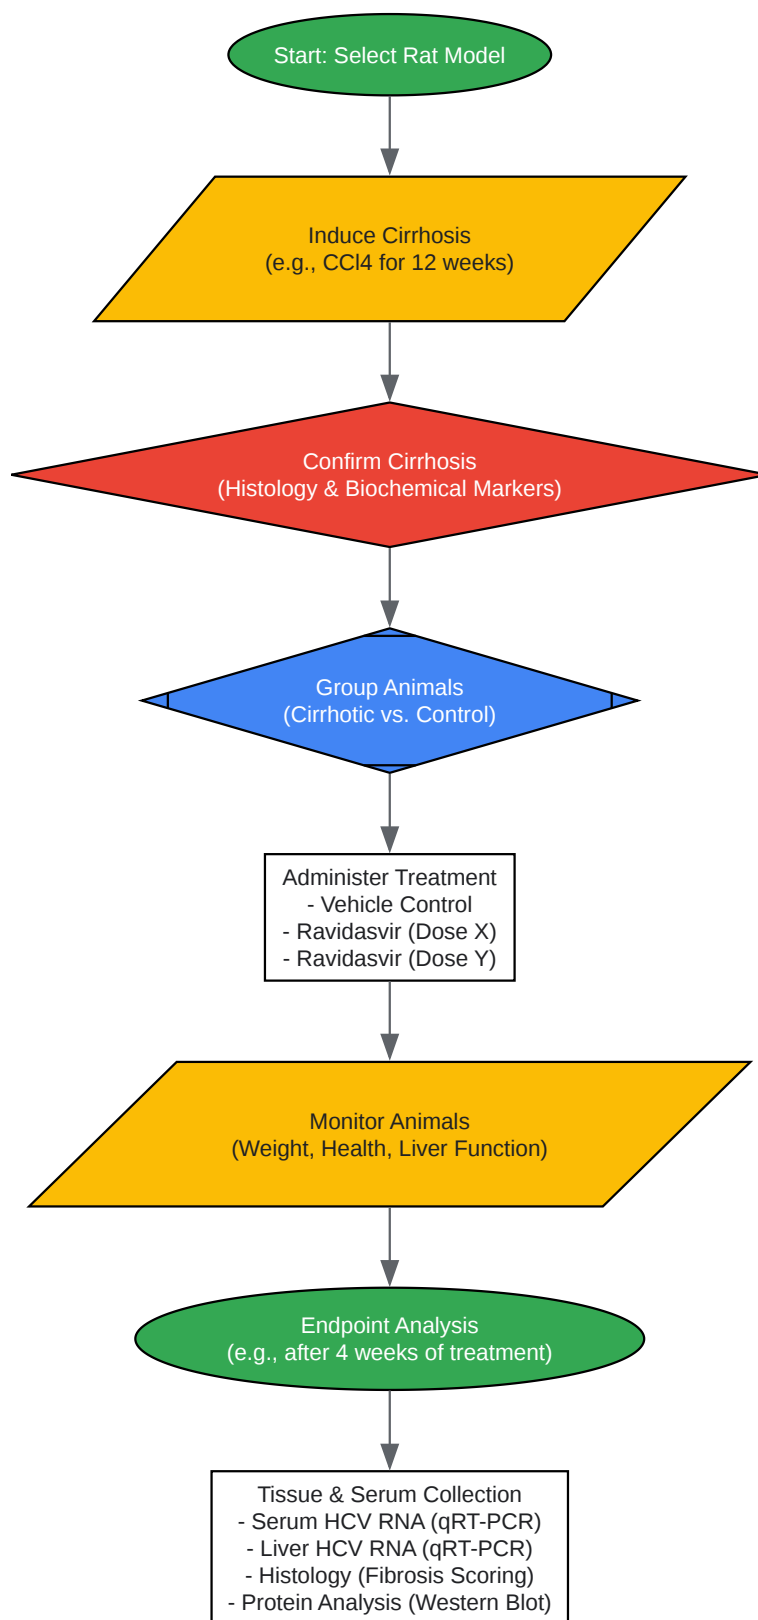 Start: Select Rat Model
Induce Cirrhosis
(e.g., CCl4 for 12 weeks)
Confirm Cirrhosis
(Histology & Biochemical Markers)
Group Animals
(Cirrhotic vs. Control)
Administer Treatment
- Vehicle Control
- Ravidasvir (Dose X)
- Ravidasvir (Dose Y)
Monitor Animals
(Weight, Health, Liver Function)
Endpoint Analysis
(e.g., after 4 weeks of treatment)
Tissue & Serum Collection
- Serum HCV RNA (qRT-PCR)
- Liver HCV RNA (qRT-PCR)
- Histology (Fibrosis Scoring)
- Protein Analysis (Western Blot)